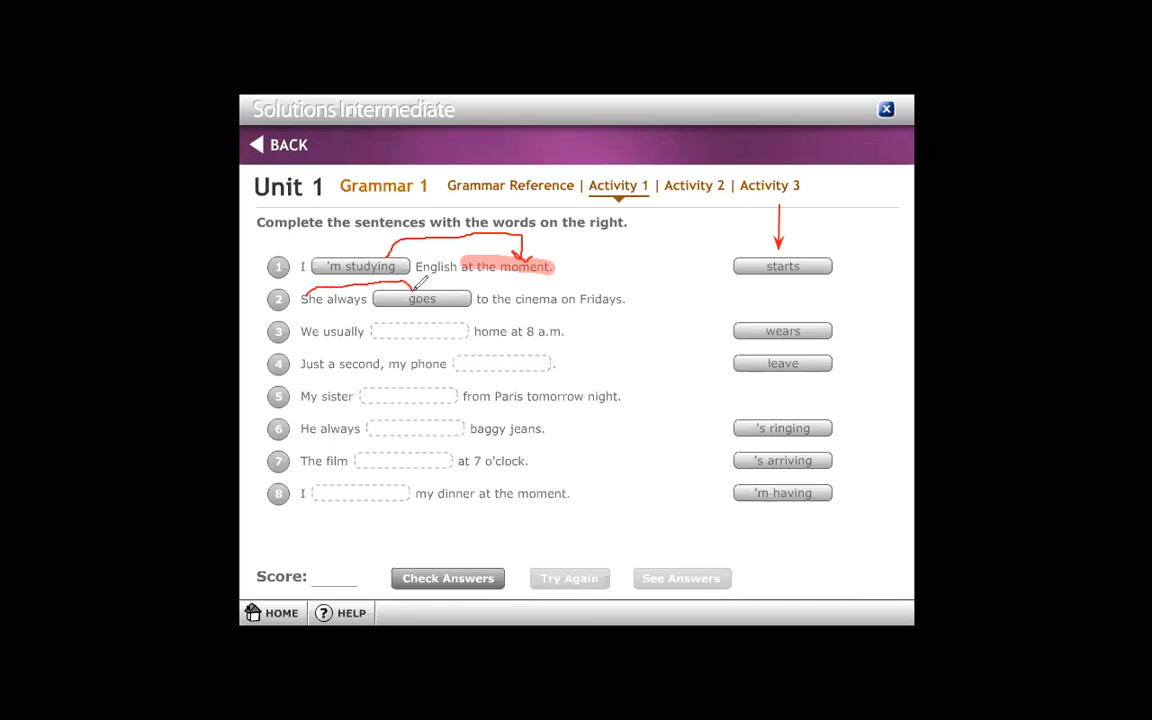 Solutions Intermediate
x
BACK
Unit 1 Grammar 1 Grammar Reference | Activity 1 | Activity 2 | Activity 3
Complete the sentences with the words on the right.
1 I 'm studying English at the moment. starts
2 She always goes to the cinema on Fridays.
3 We usually home at 8 a.m. wears
4 Just a second, my phone . leave
5 My sister from Paris tomorrow night.
6 He always baggy jeans. 's ringing
7 The film at 7 o'clock. 's arriving
8 I my dinner at the moment. 'm having
Score: Check Answers Try Again See Answers
HOME ? HELP